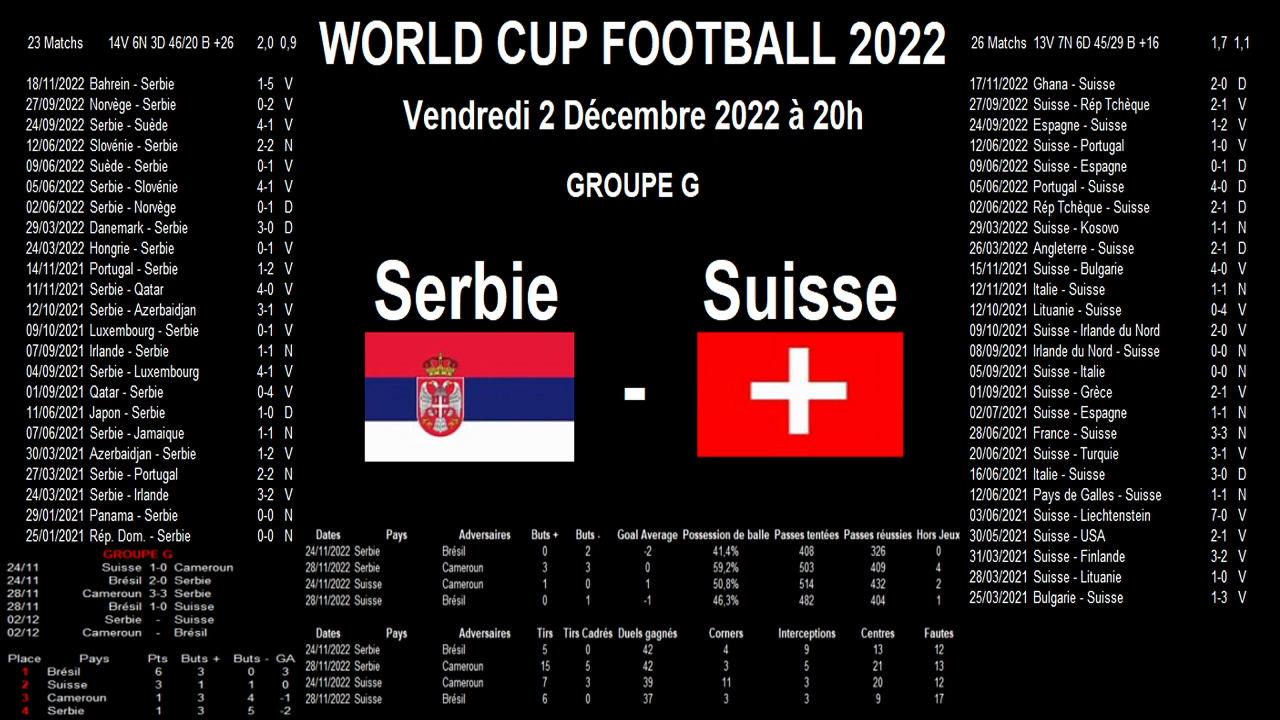 WORLD CUP FOOTBALL 2022
Vendredi 2 Décembre 2022 à 20h
GROUPE G
Serbie - Suisse
23 Matchs 14V 6N 3D 46/20 B +26 2,0 0,9
18/11/2022 Bahrein - Serbie 1-5 V
27/09/2022 Norvège - Serbie 0-2 V
24/09/2022 Serbie - Suède 4-1 V
12/06/2022 Slovénie - Serbie 2-2 N
09/06/2022 Suède - Serbie 0-1 V
05/06/2022 Serbie - Slovénie 4-1 V
02/06/2022 Serbie - Norvège 0-1 D
29/03/2022 Danemark - Serbie 3-0 D
24/03/2022 Hongrie - Serbie 0-1 V
14/11/2021 Portugal - Serbie 1-2 V
11/11/2021 Serbie - Qatar 4-0 V
12/10/2021 Serbie - Azerbaidjan 3-1 V
09/10/2021 Luxembourg - Serbie 0-1 V
07/09/2021 Irlande - Serbie 1-1 N
04/09/2021 Serbie - Luxembourg 4-1 V
01/09/2021 Qatar - Serbie 0-4 V
11/06/2021 Japon - Serbie 1-0 D
07/06/2021 Serbie - Jamaique 1-1 N
30/03/2021 Azerbaidjan - Serbie 1-2 V
27/03/2021 Serbie - Portugal 2-2 N
24/03/2021 Serbie - Irlande 3-2 V
29/01/2021 Panama - Serbie 0-0 N
25/01/2021 Rép. Dom. - Serbie 0-0 N
GROUPE G
24/11 Suisse 1-0 Cameroun
24/11 Brésil 2-0 Serbie
28/11 Cameroun 3-3 Serbie
28/11 Brésil 1-0 Suisse
02/12 Serbie - Suisse
02/12 Cameroun - Brésil
Place Pays Pts Buts + Buts - GA
1 Brésil 6 3 0 3
2 Suisse 3 1 1 0
3 Cameroun 1 3 4 -1
4 Serbie 1 3 5 -2
Dates Pays Adversaires Buts + Buts - Goal Average Possession de balle Passes tentées Passes réussies Hors Jeux
24/11/2022 Serbie Brésil 0 2 -2 41,4% 408 326 0
28/11/2022 Serbie Cameroun 3 3 0 59,2% 503 409 4
24/11/2022 Suisse Cameroun 1 0 1 50,8% 514 432 2
28/11/2022 Suisse Brésil 0 1 -1 46,3% 482 404 1
Dates Pays Adversaires Tirs Tirs Cadrés Duels gagnés Corners Interceptions Centres Fautes
24/11/2022 Serbie Brésil 5 0 42 4 9 13 12
28/11/2022 Serbie Cameroun 15 5 42 3 5 21 13
24/11/2022 Suisse Cameroun 7 3 39 11 3 20 12
28/11/2022 Suisse Brésil 6 0 37 3 3 9 17
26 Matchs 13V 7N 6D 45/29 B +16 1,7 1,1
17/11/2022 Ghana - Suisse 2-0 D
27/09/2022 Suisse - Rép Tchèque 2-1 V
24/09/2022 Espagne - Suisse 1-2 V
12/06/2022 Suisse - Portugal 1-0 V
09/06/2022 Suisse - Espagne 0-1 D
05/06/2022 Portugal - Suisse 4-0 D
02/06/2022 Rép Tchèque - Suisse 2-1 D
29/03/2022 Suisse - Kosovo 1-1 N
26/03/2022 Angleterre - Suisse 2-1 D
15/11/2021 Suisse - Bulgarie 4-0 V
12/11/2021 Italie - Suisse 1-1 N
12/10/2021 Lituanie - Suisse 0-4 V
09/10/2021 Suisse - Irlande du Nord 2-0 V
08/09/2021 Irlande du Nord - Suisse 0-0 N
05/09/2021 Suisse - Italie 0-0 N
01/09/2021 Suisse - Grèce 2-1 V
02/07/2021 Suisse - Espagne 1-1 N
28/06/2021 France - Suisse 3-3 N
20/06/2021 Suisse - Turquie 3-1 V
16/06/2021 Italie - Suisse 3-0 D
12/06/2021 Pays de Galles - Suisse 1-1 N
03/06/2021 Suisse - Liechtenstein 7-0 V
30/05/2021 Suisse - USA 2-1 V
31/03/2021 Suisse - Finlande 3-2 V
28/03/2021 Suisse - Lituanie 1-0 V
25/03/2021 Bulgarie - Suisse 1-3 V